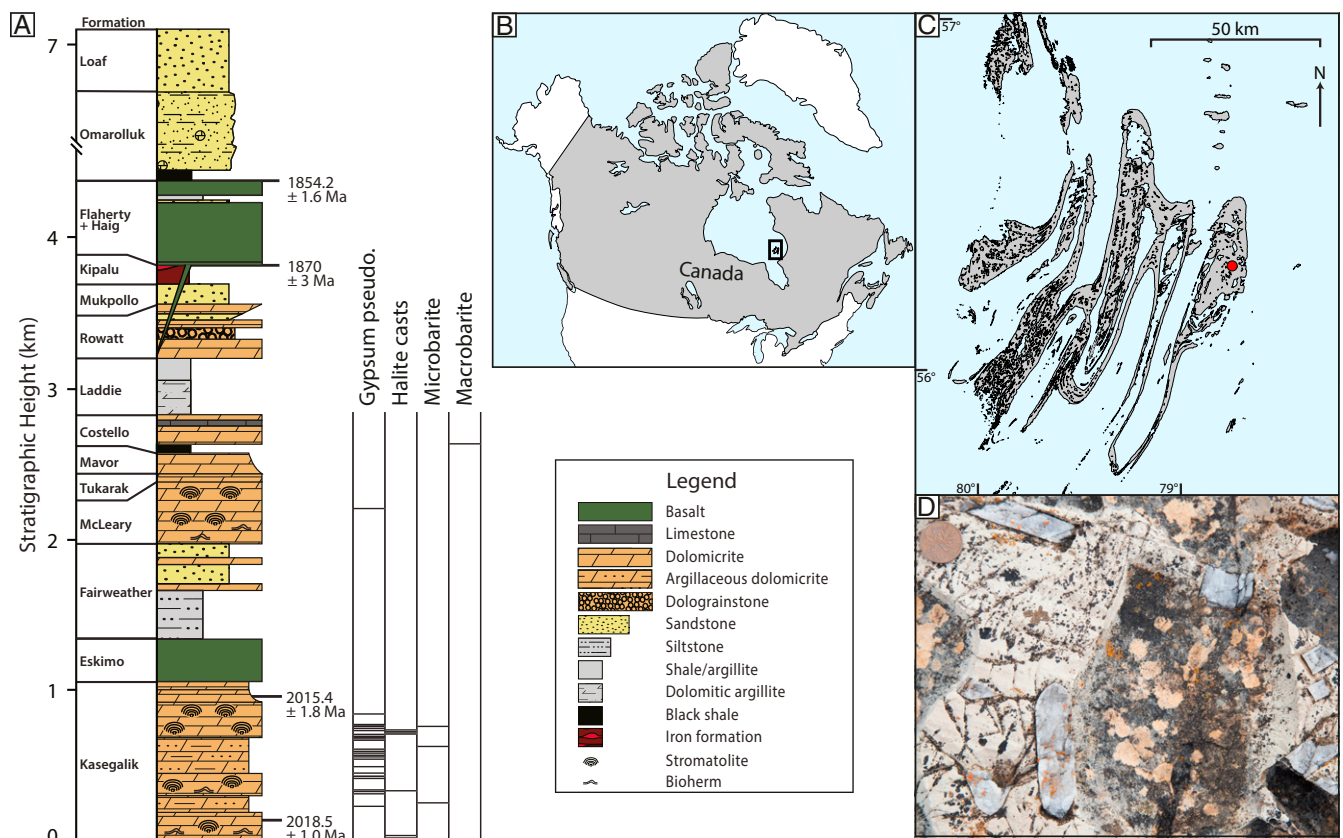 A
Formation
7
Loaf
Omarolluk
1854.2
± 1.6 Ma
Flaherty
+ Haig
4
1870
± 3 Ma
Kipalu
Mukpollo
Rowatt
Laddie
3
Costello
Mavor
Tukarak
McLeary
2
Fairweather
Eskimo
1
2015.4
± 1.8 Ma
Kasegalik
2018.5
± 1.0 Ma
0
Stratigraphic Height (km)
Gypsum pseudo.
Halite casts
Microbarite
Macrobarite
B
Canada
Legend
Basalt
Limestone
Dolomicrite
Argillaceous dolomicrite
Dolograinstone
Sandstone
Siltstone
Shale/argillite
Dolomitic argillite
Black shale
Iron formation
Stromatolite
Bioherm
C
57°
50 km
N
56°
80°
79°
D